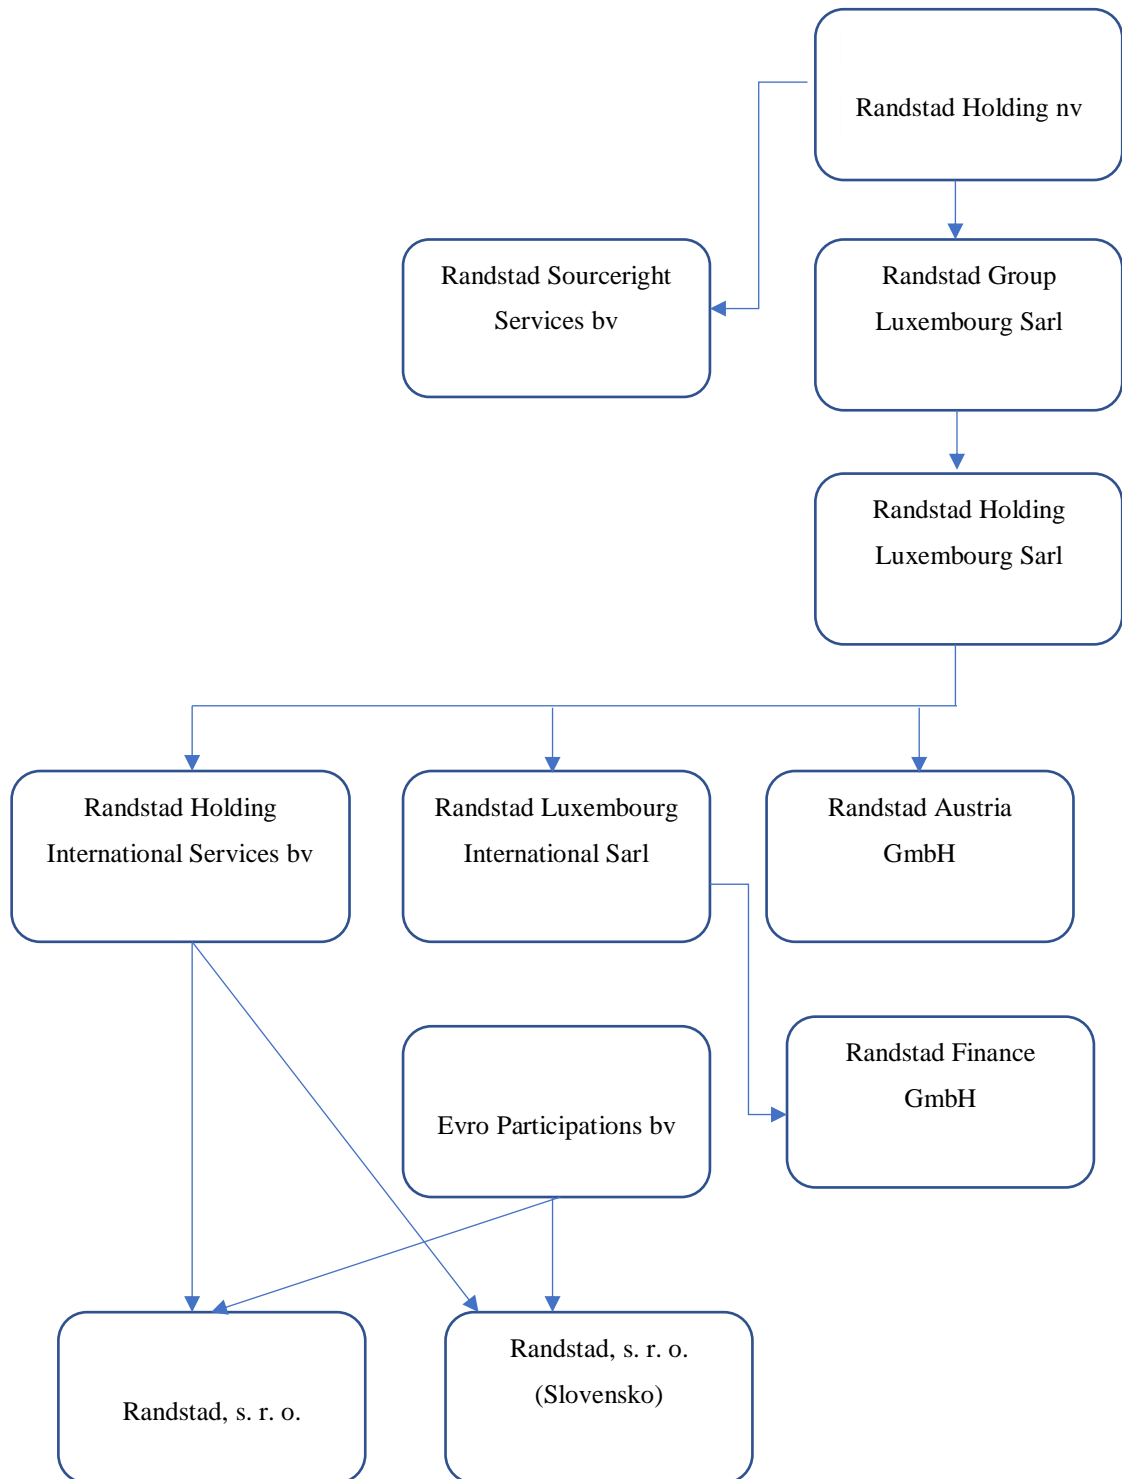 Randstad Holding nv
Randstad Sourceright
Services bv
Randstad Group
Luxembourg Sarl
Randstad Holding
Luxembourg Sarl
Randstad Holding
International Services bv
Randstad Luxembourg
International Sarl
Randstad Austria
GmbH
Randstad Finance
GmbH
Evro Participations bv
Randstad, s. r. o.
Randstad, s. r. o.
(Slovensko)